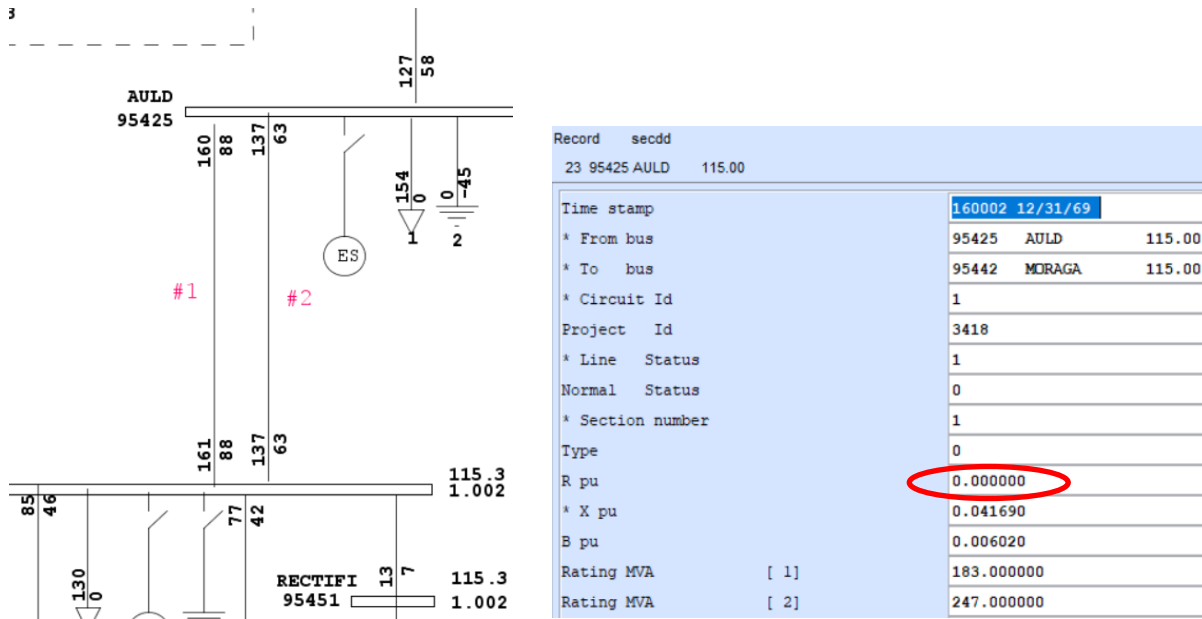 127
58
AULD
95425
160
88
137
63
154
0
0
-45
1
2
ES
#1
#2
161
88
137
63
115.3
1.002
85
46
77
42
130
0
RECTIFI
95451
13
7
115.3
1.002
Record secdd
23 95425 AULD 115.00
Time stamp 160002 12/31/69
* From bus 95425 AULD 115.00
* To bus 95442 MORAGA 115.00
* Circuit Id 1
Project Id 3418
* Line Status 1
Normal Status 0
* Section number 1
Type 0
R pu 0.000000
* X pu 0.041690
B pu 0.006020
Rating MVA [ 1] 183.000000
Rating MVA [ 2] 247.000000